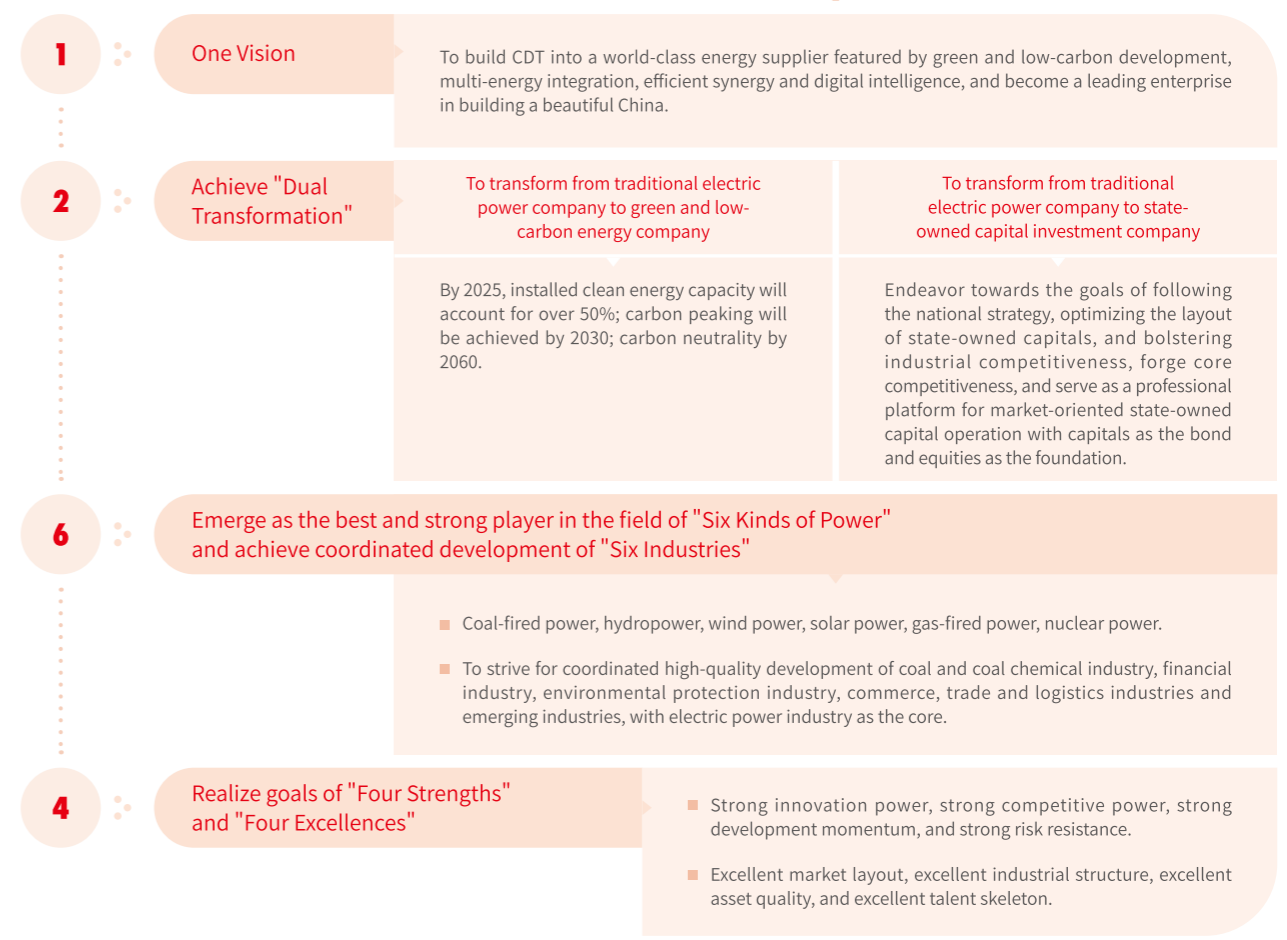 1
One Vision
To build CDT into a world-class energy supplier featured by green and low-carbon development,
multi-energy integration, efficient synergy and digital intelligence, and become a leading enterprise
in building a beautiful China.
2
Achieve "Dual
Transformation"
To transform from traditional electric
power company to green and low-
carbon energy company
By 2025, installed clean energy capacity will
account for over 50%; carbon peaking will
be achieved by 2030; carbon neutrality by
2060.
To transform from traditional
electric power company to state-
owned capital investment company
Endeavor towards the goals of following
the national strategy, optimizing the layout
of state-owned capitals, and bolstering
industrial competitiveness, forge core
competitiveness, and serve as a professional
platform for market-oriented state-owned
capital operation with capitals as the bond
and equities as the foundation.
6
Emerge as the best and strong player in the field of "Six Kinds of Power"
and achieve coordinated development of "Six Industries"
Coal-fired power, hydropower, wind power, solar power, gas-fired power, nuclear power.
To strive for coordinated high-quality development of coal and coal chemical industry, financial
industry, environmental protection industry, commerce, trade and logistics industries and
emerging industries, with electric power industry as the core.
4
Realize goals of "Four Strengths"
and "Four Excellences"
Strong innovation power, strong competitive power, strong
development momentum, and strong risk resistance.
Excellent market layout, excellent industrial structure, excellent
asset quality, and excellent talent skeleton.